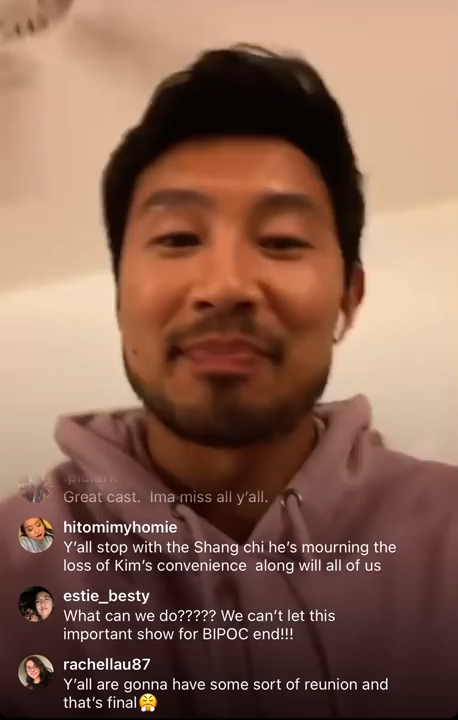 Great cast.  Ima miss all y'all.
hitomimyhomie
Y'all stop with the Shang chi he's mourning the
loss of Kim's convenience  along will all of us
estie_besty
What can we do????? We can't let this
important show for BIPOC end!!!
rachellau87
Y'all are gonna have some sort of reunion and
that's final😤